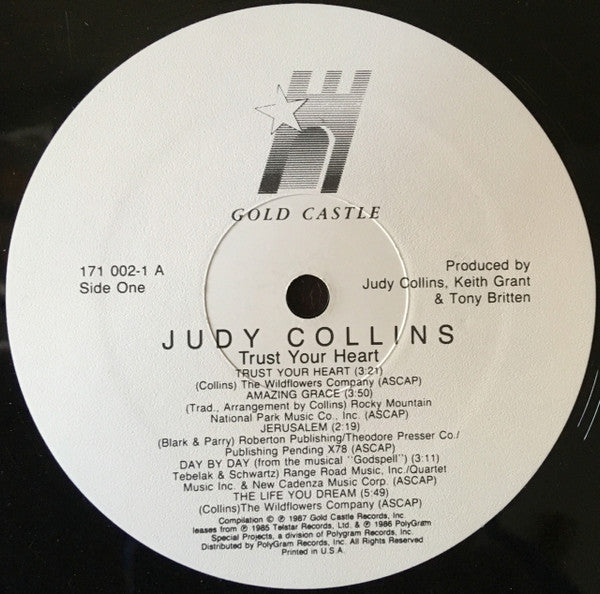 GOLD CASTLE
171 002-1 A
Side One
Produced by
Judy Collins, Keith Grant
& Tony Britten
JUDY COLLINS
Trust Your Heart
TRUST YOUR HEART (3:21)
(Collins) The Wildflowers Company (ASCAP)
AMAZING GRACE (3:50)
(Trad., Arrangement by Collins) Rocky Mountain
National Park Music Co., Inc. (ASCAP)
JERUSALEM (2:19)
(Blark & Parry) Roberton Publishing/Theodore Presser Co./
Publishing Pending X78 (ASCAP)
DAY BY DAY (from the musical "Godspell") (3:11)
Tebelak & Schwartz) Range Road Music, Inc./Quartet
Music Inc. & New Cadenza Music Corp. (ASCAP)
THE LIFE YOU DREAM (5:49)
(Collins)The Wildflowers Company (ASCAP)
Compilation © ℗ 1987 Gold Castle Records, Inc.
leases from ℗ 1985 Telstar Records, Ltd. & ℗ 1986 PolyGram
Special Projects, a division of Polygram Records, Inc.
Distributed by PolyGram Records, Inc. All Rights Reserved
Printed in U.S.A.